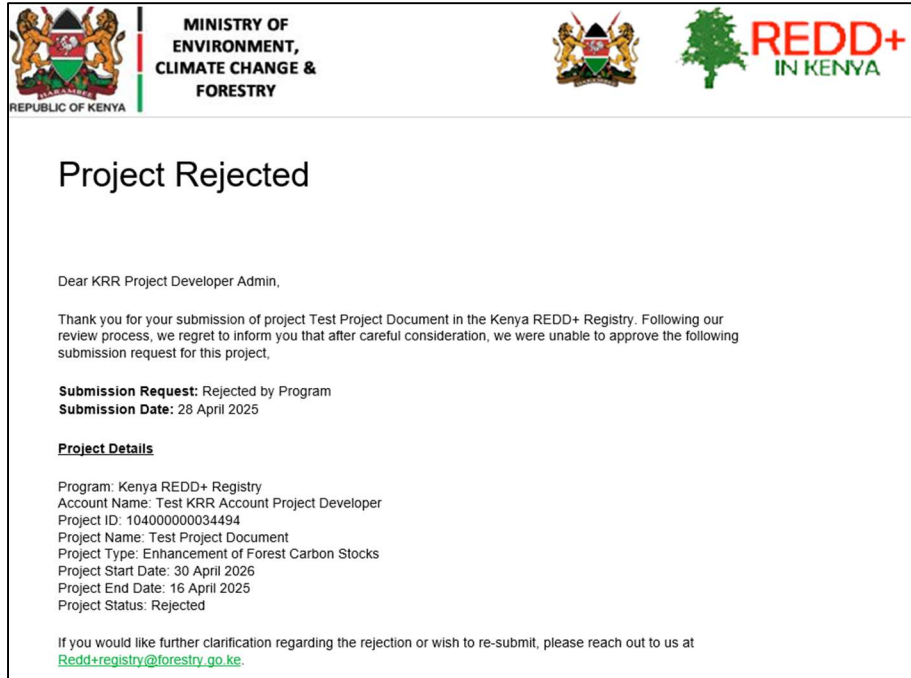 MINISTRY OF
ENVIRONMENT,
CLIMATE CHANGE &
FORESTRY
HARAMBEE
REPUBLIC OF KENYA
REDD+
IN KENYA
Project Rejected
Dear KRR Project Developer Admin,
Thank you for your submission of project Test Project Document in the Kenya REDD+ Registry. Following our
review process, we regret to inform you that after careful consideration, we were unable to approve the following
submission request for this project,
Submission Request: Rejected by Program
Submission Date: 28 April 2025
Project Details
Program: Kenya REDD+ Registry
Account Name: Test KRR Account Project Developer
Project ID: 104000000034494
Project Name: Test Project Document
Project Type: Enhancement of Forest Carbon Stocks
Project Start Date: 30 April 2026
Project End Date: 16 April 2025
Project Status: Rejected
If you would like further clarification regarding the rejection or wish to re-submit, please reach out to us at
Redd+registry@forestry.go.ke.